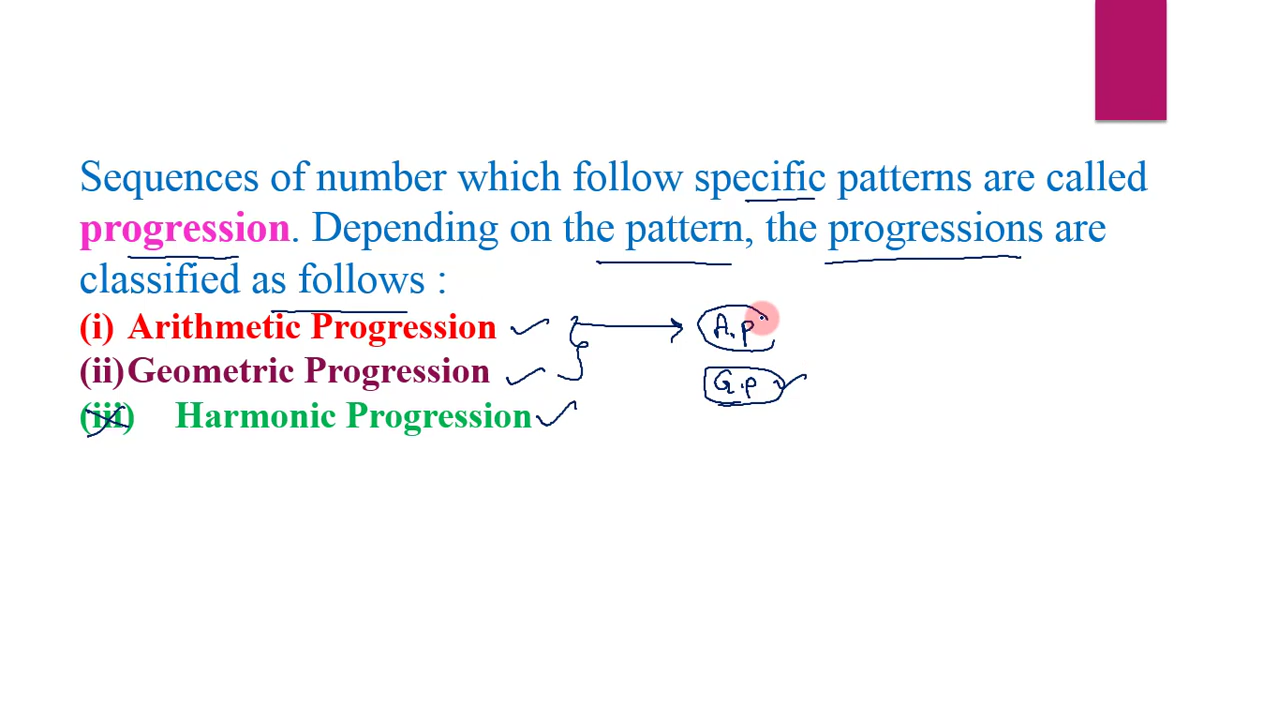 Sequences of number which follow specific patterns are called
progression. Depending on the pattern, the progressions are
classified as follows :
(i) Arithmetic Progression
A.p
(ii)Geometric Progression
G.p
(iii) Harmonic Progression